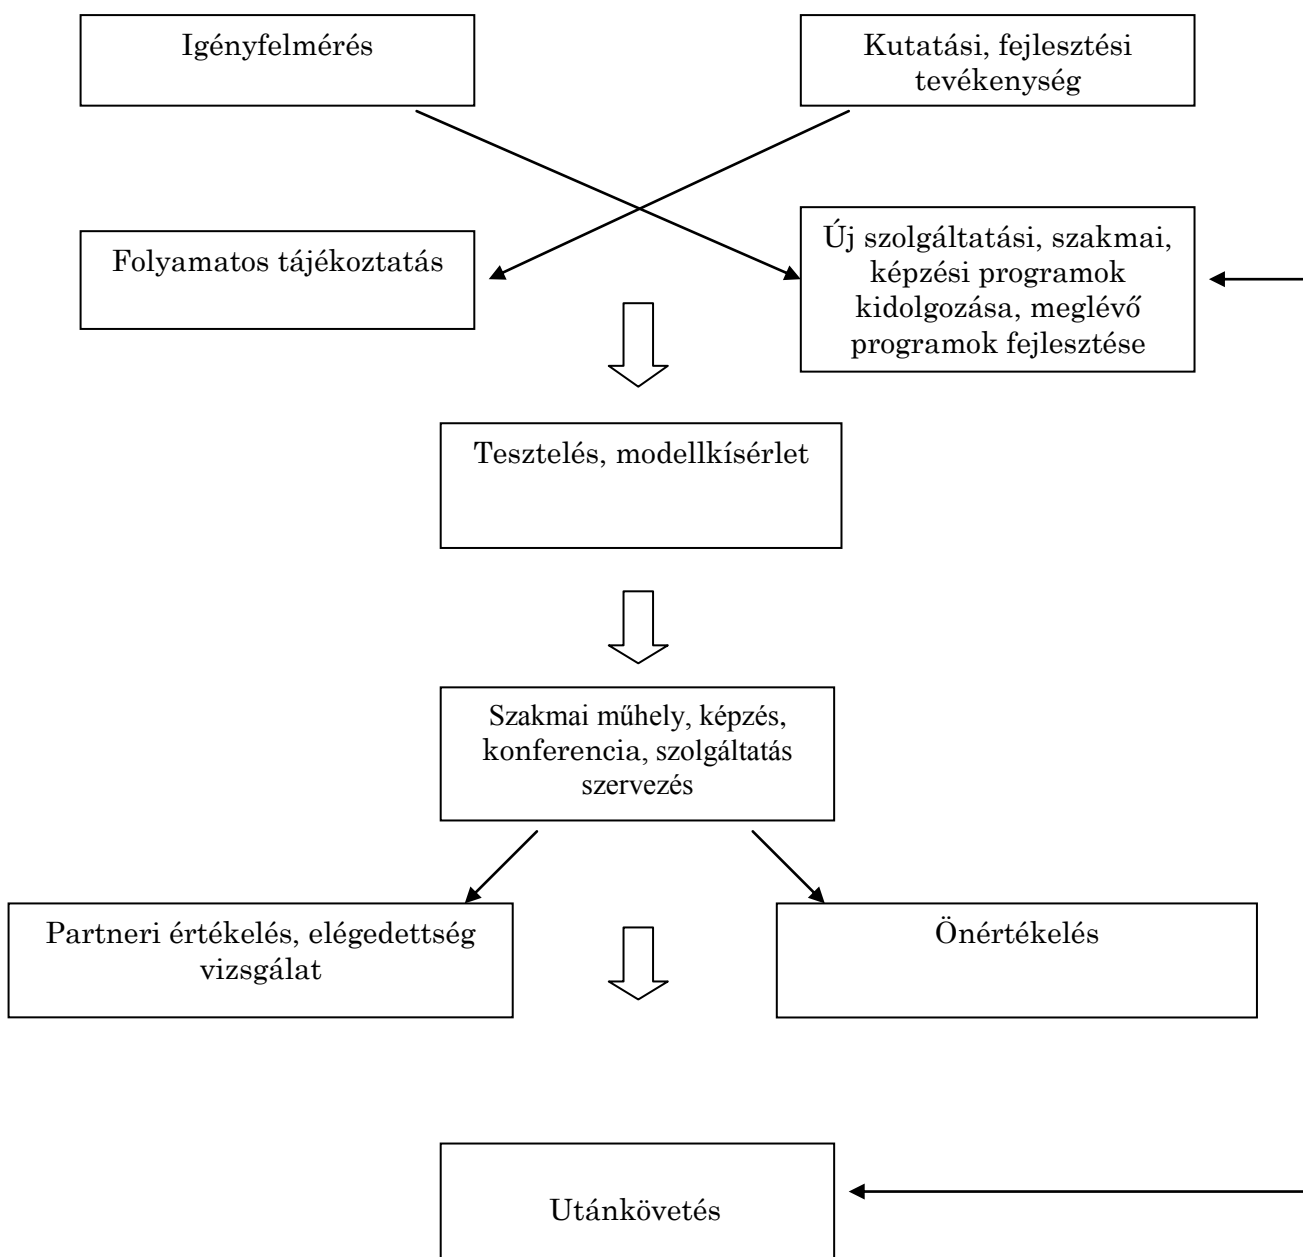 Igényfelmérés
Kutatási, fejlesztési
tevékenység
Folyamatos tájékoztatás
Új szolgáltatási, szakmai,
képzési programok
kidolgozása, meglévő
programok fejlesztése
Tesztelés, modellkísérlet
Szakmai műhely, képzés,
konferencia, szolgáltatás
szervezés
Partneri értékelés, elégedettség
vizsgálat
Önértékelés
Utánkövetés